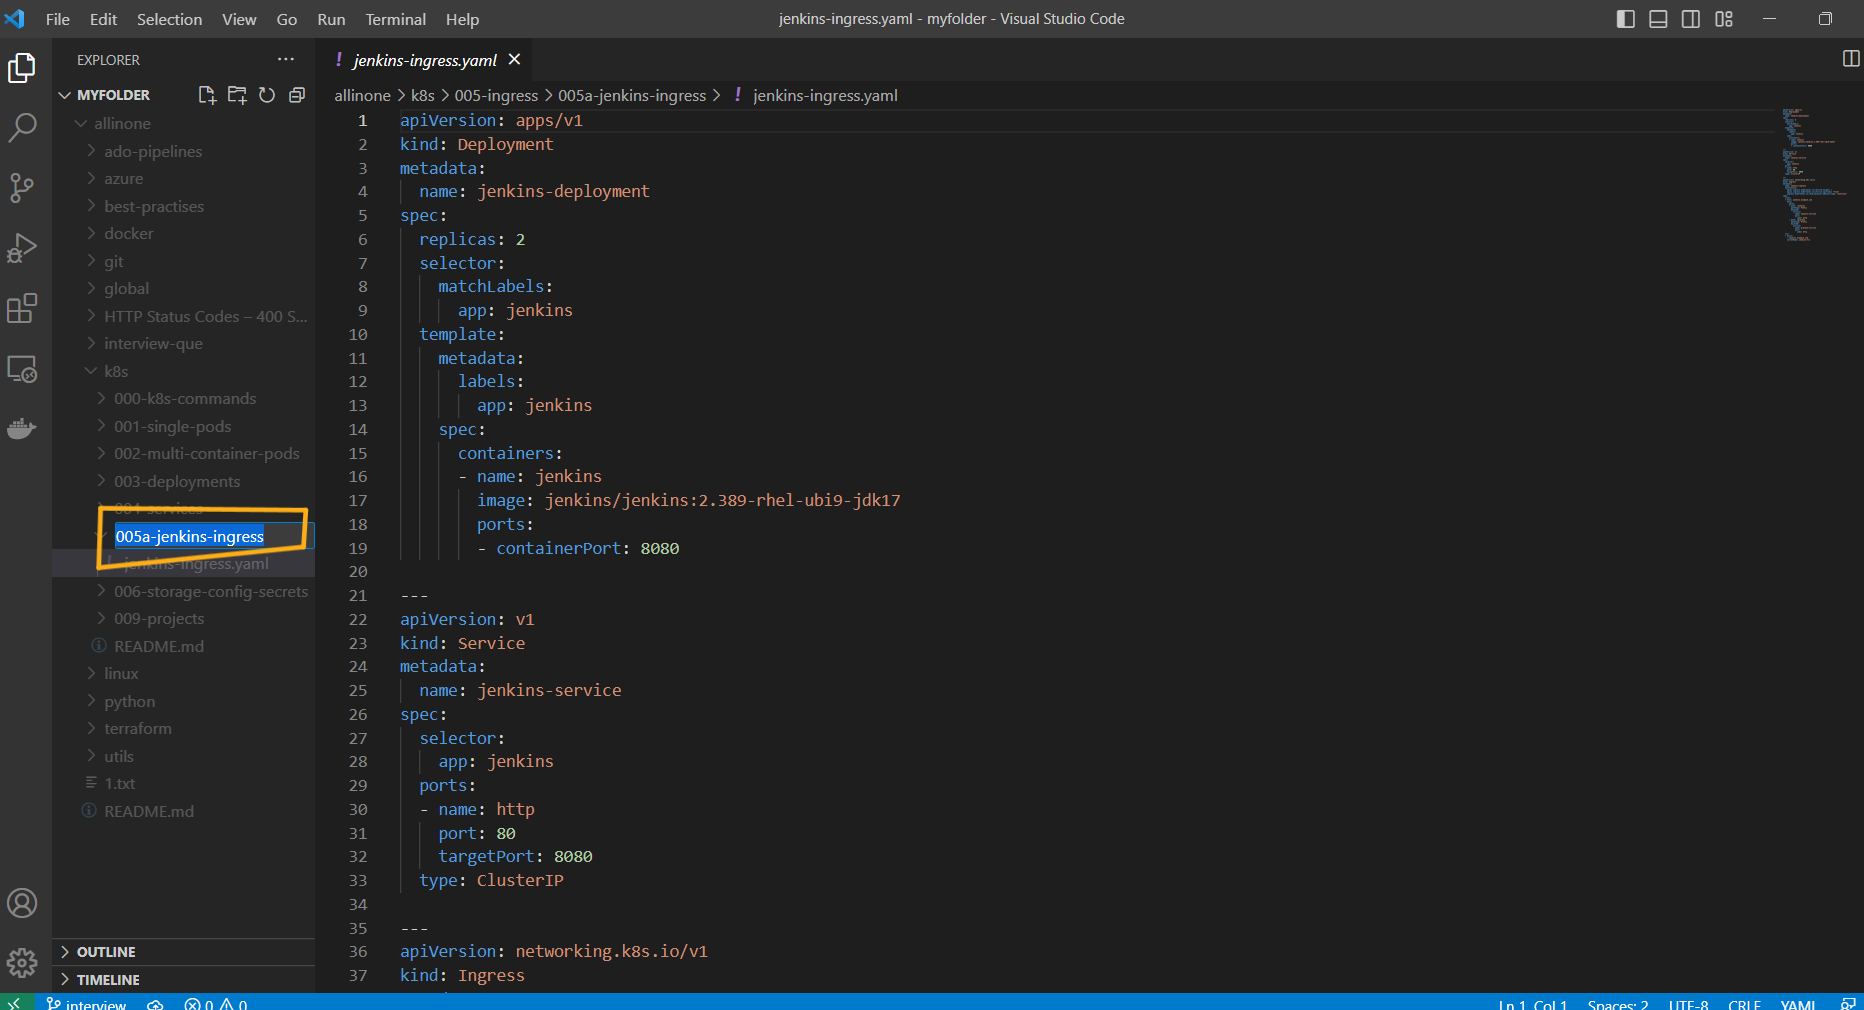 File Edit Selection View Go Run Terminal Help
jenkins-ingress.yaml - myfolder - Visual Studio Code
EXPLORER
MYFOLDER
allinone
ado-pipelines
azure
best-practises
docker
git
global
HTTP Status Codes – 400 S...
interview-que
k8s
000-k8s-commands
001-single-pods
002-multi-container-pods
003-deployments
004-services
005a-jenkins-ingress
jenkins-ingress.yaml
006-storage-config-secrets
009-projects
README.md
linux
python
terraform
utils
1.txt
README.md
OUTLINE
TIMELINE
! jenkins-ingress.yaml
allinone > k8s > 005-ingress > 005a-jenkins-ingress > ! jenkins-ingress.yaml
1 apiVersion: apps/v1
2 kind: Deployment
3 metadata:
4 name: jenkins-deployment
5 spec:
6 replicas: 2
7 selector:
8 matchLabels:
9 app: jenkins
10 template:
11 metadata:
12 labels:
13 app: jenkins
14 spec:
15 containers:
16 - name: jenkins
17 image: jenkins/jenkins:2.389-rhel-ubi9-jdk17
18 ports:
19 - containerPort: 8080
20
21 ---
22 apiVersion: v1
23 kind: Service
24 metadata:
25 name: jenkins-service
26 spec:
27 selector:
28 app: jenkins
29 ports:
30 - name: http
31 port: 80
32 targetPort: 8080
33 type: ClusterIP
34
35 ---
36 apiVersion: networking.k8s.io/v1
37 kind: Ingress
interview 0 0
Ln 1, Col 1 Spaces: 2 UTF-8 CRLF YAML